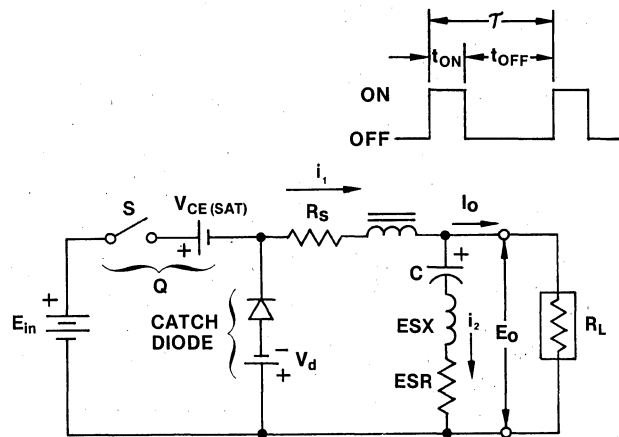 τ
tON tOFF
ON
OFF
i1
S VCE (SAT) RS IO
+ Q
+
C
Ein
+
CATCH
DIODE
−
Vd
+
ESX
i2
ESR
EO
RL